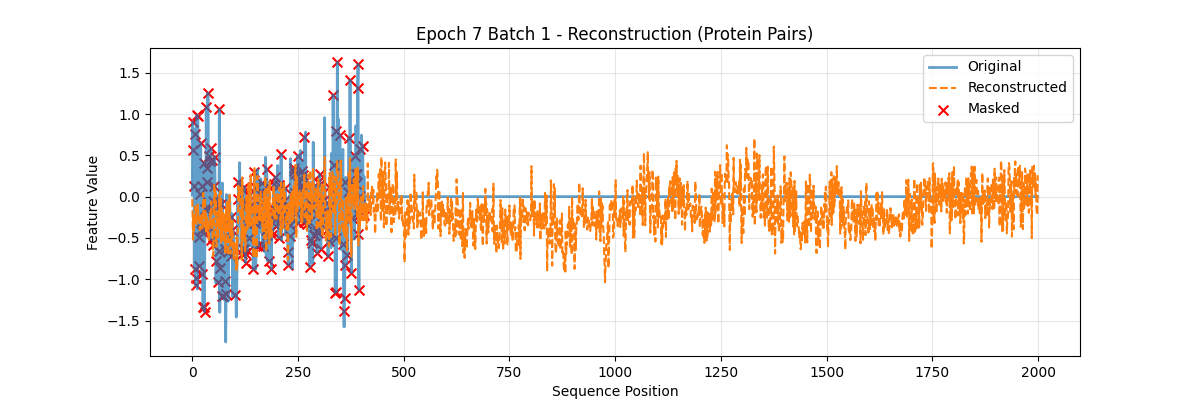 Epoch 7 Batch 1 - Reconstruction (Protein Pairs)
Original
Reconstructed
Masked
Feature Value
1.5
1.0
0.5
0.0
−0.5
−1.0
−1.5
0 250 500 750 1000 1250 1500 1750 2000
Sequence Position